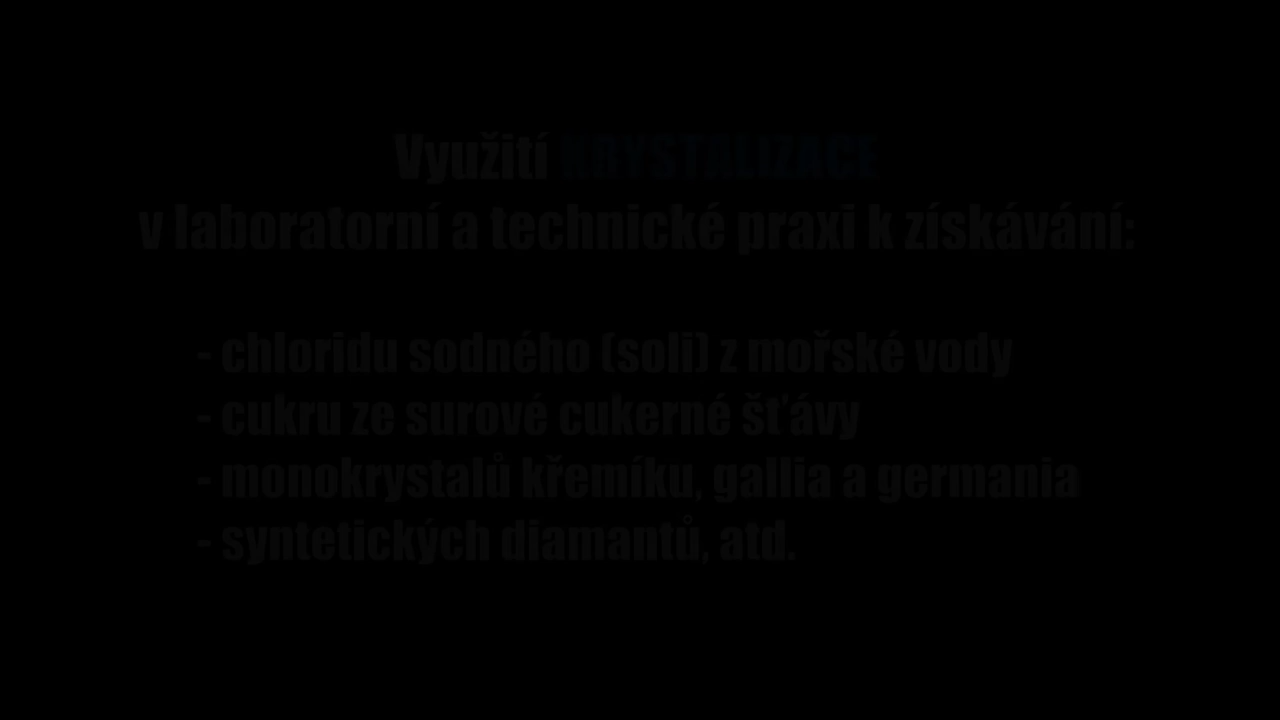 Využití KRYSTALIZACE
v laboratorní a technické praxi k získávání:
- chloridu sodného (soli) z mořské vody
- cukru ze surové cukerné šťávy
- monokrystalů křemíku, gallia a germania
- syntetických diamantů, atd.